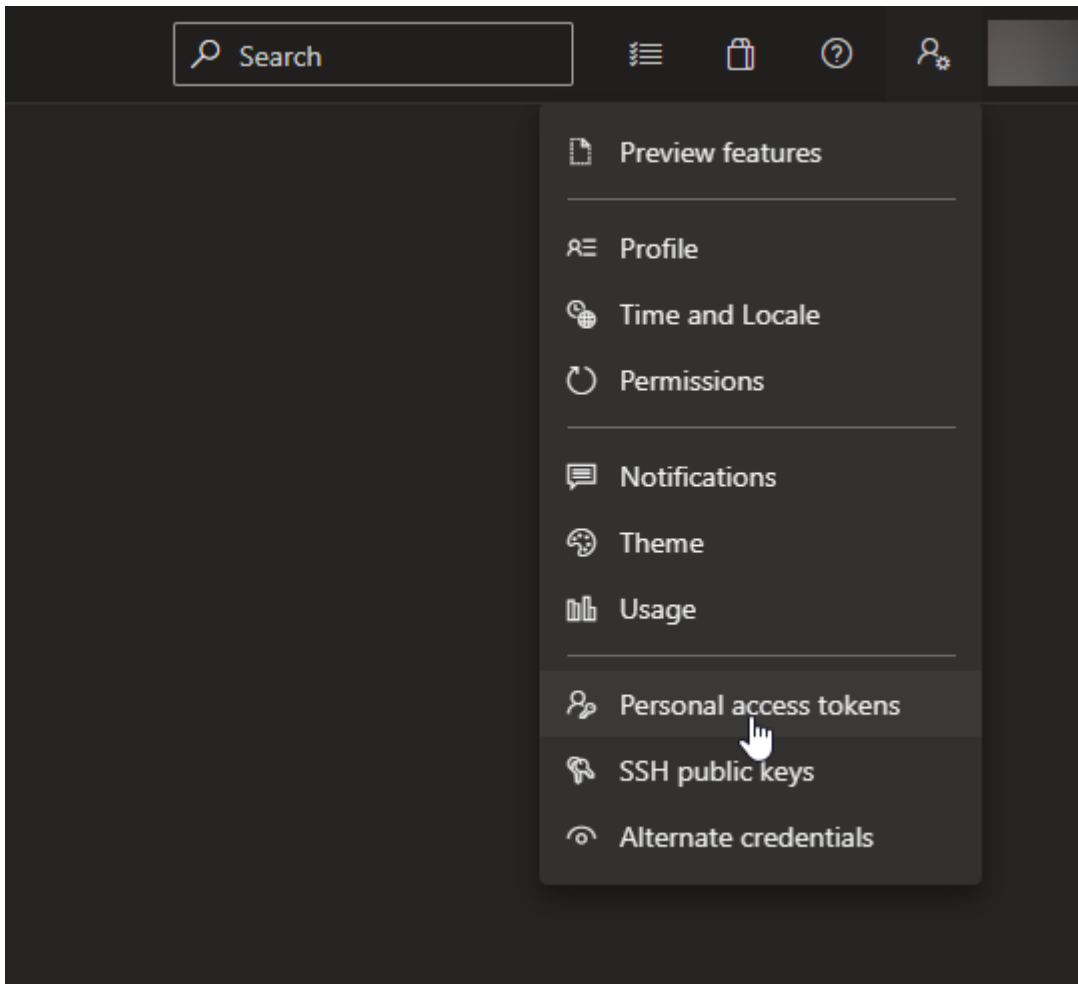 Search
Preview features
Profile
Time and Locale
Permissions
Notifications
Theme
Usage
Personal access tokens
SSH public keys
Alternate credentials